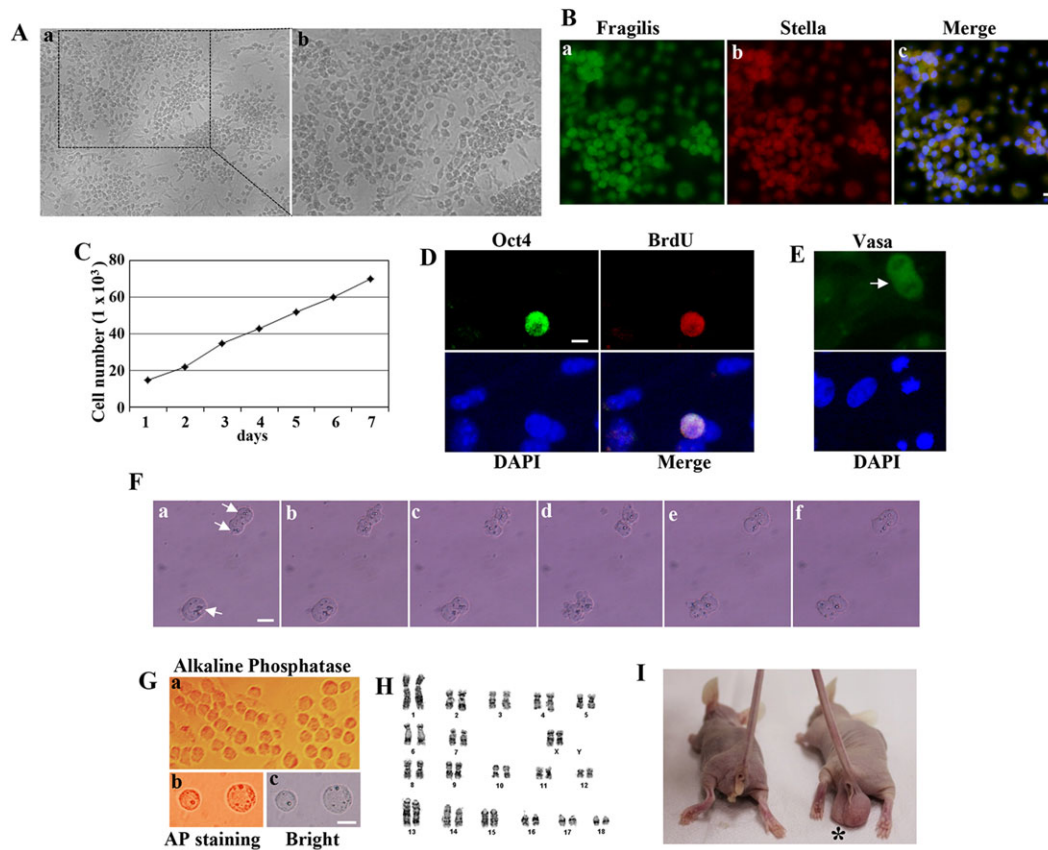 A
a
b
B
Fragilis Stella Merge
a b c
C
Cell number (1 x 10³)
80
60
40
20
0
1 2 3 4 5 6 7
days
D
Oct4 BrdU
DAPI Merge
E
Vasa
DAPI
F
a b c d e f
G
Alkaline Phosphatase
a
b c
AP staining Bright
H
1 2 3 4 5
6 7 X Y
8 9 10 11 12
13 14 15 16 17 18
I
*